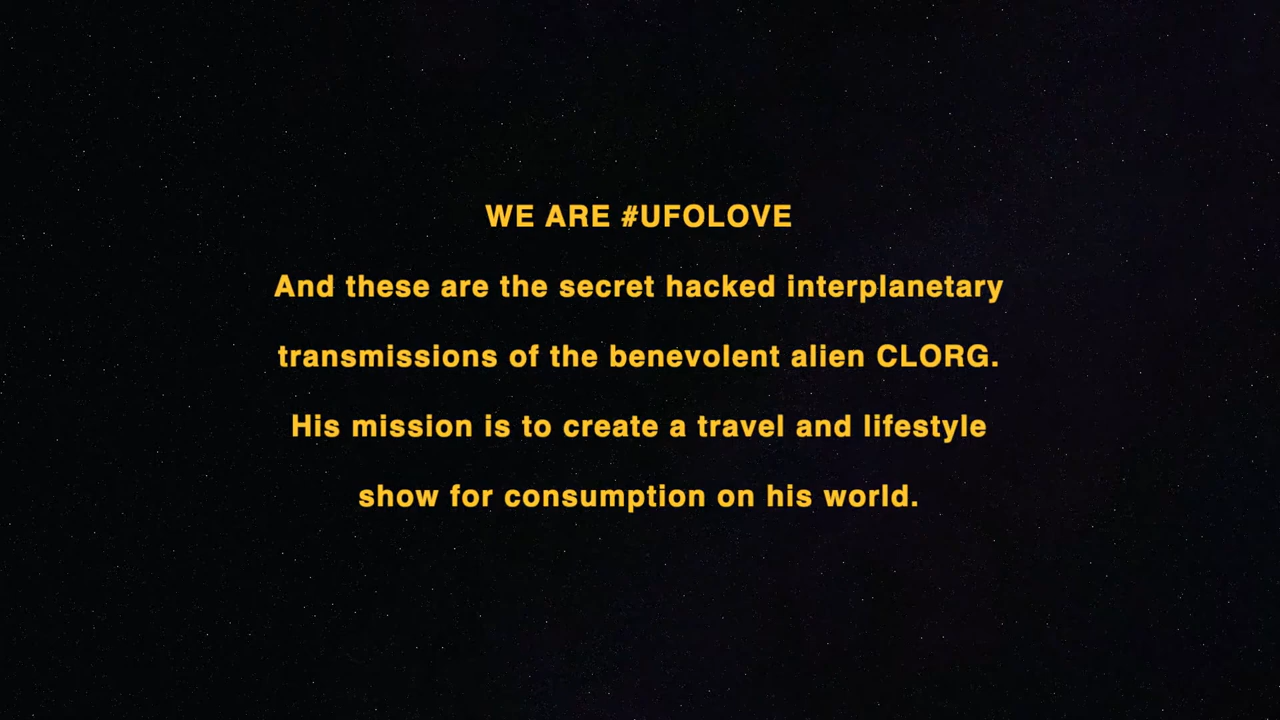 WE ARE #UFOLOVE
And these are the secret hacked interplanetary
transmissions of the benevolent alien CLORG.
His mission is to create a travel and lifestyle
show for consumption on his world.